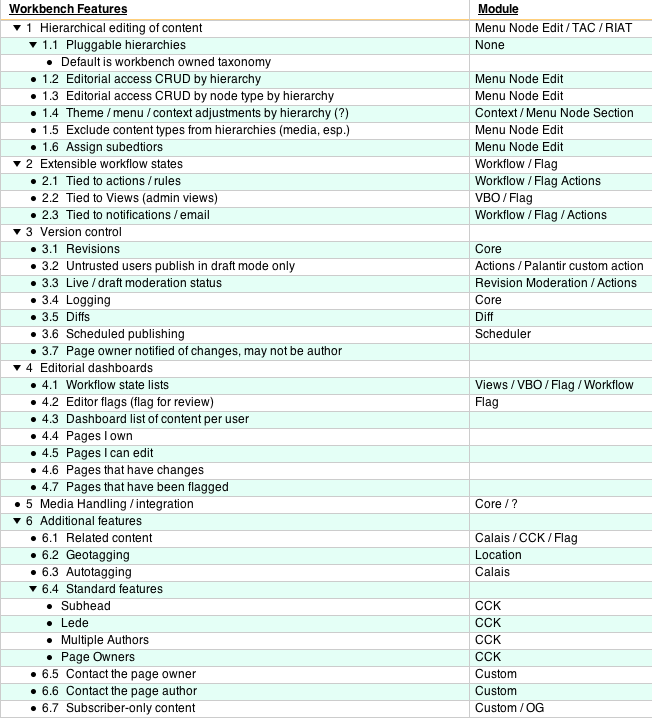 Workbench Features Module
1 Hierarchical editing of content Menu Node Edit / TAC / RIAT
1.1 Pluggable hierarchies None
Default is workbench owned taxonomy
1.2 Editorial access CRUD by hierarchy Menu Node Edit
1.3 Editorial access CRUD by node type by hierarchy Menu Node Edit
1.4 Theme / menu / context adjustments by hierarchy (?) Context / Menu Node Section
1.5 Exclude content types from hierarchies (media, esp.) Menu Node Edit
1.6 Assign subedtiors Menu Node Edit
2 Extensible workflow states Workflow / Flag
2.1 Tied to actions / rules Workflow / Flag Actions
2.2 Tied to Views (admin views) VBO / Flag
2.3 Tied to notifications / email Workflow / Flag / Actions
3 Version control
3.1 Revisions Core
3.2 Untrusted users publish in draft mode only Actions / Palantir custom action
3.3 Live / draft moderation status Revision Moderation / Actions
3.4 Logging Core
3.5 Diffs Diff
3.6 Scheduled publishing Scheduler
3.7 Page owner notified of changes, may not be author
4 Editorial dashboards
4.1 Workflow state lists Views / VBO / Flag / Workflow
4.2 Editor flags (flag for review) Flag
4.3 Dashboard list of content per user
4.4 Pages I own
4.5 Pages I can edit
4.6 Pages that have changes
4.7 Pages that have been flagged
5 Media Handling / integration Core / ?
6 Additional features
6.1 Related content Calais / CCK / Flag
6.2 Geotagging Location
6.3 Autotagging Calais
6.4 Standard features
Subhead CCK
Lede CCK
Multiple Authors CCK
Page Owners CCK
6.5 Contact the page owner Custom
6.6 Contact the page author Custom
6.7 Subscriber-only content Custom / OG